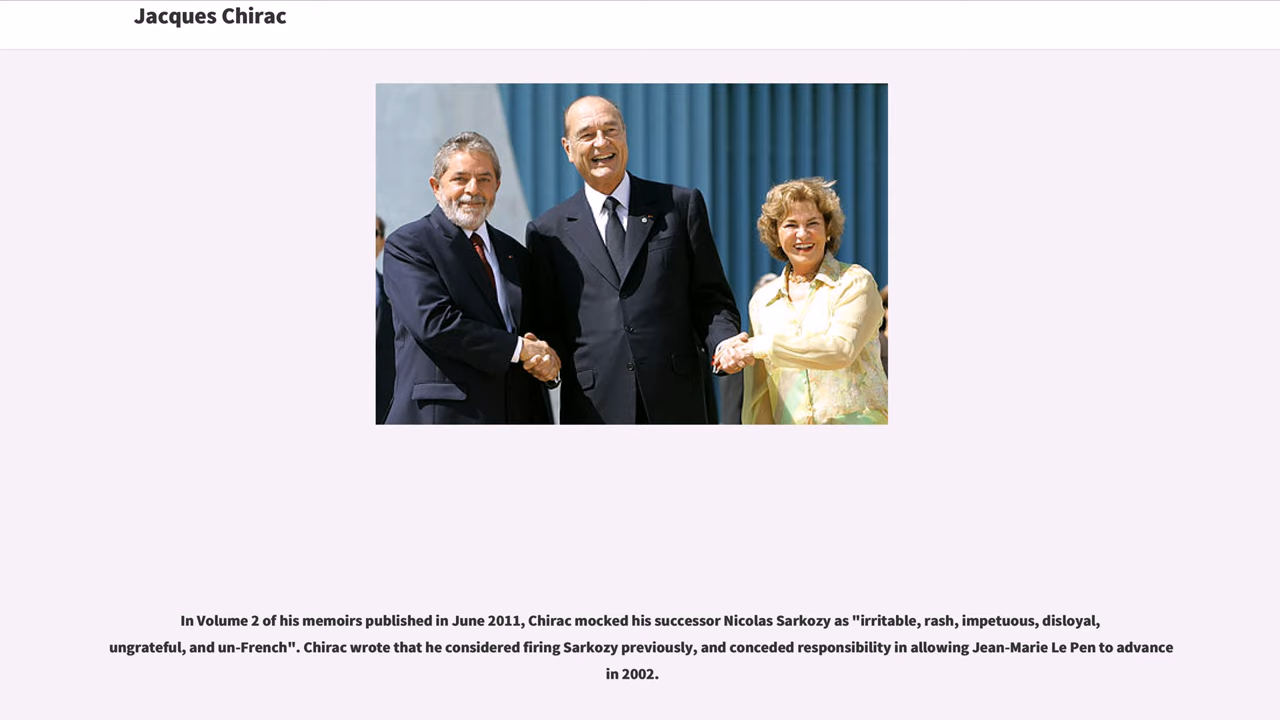 Jacques Chirac
In Volume 2 of his memoirs published in June 2011, Chirac mocked his successor Nicolas Sarkozy as "irritable, rash, impetuous, disloyal,
ungrateful, and un-French". Chirac wrote that he considered firing Sarkozy previously, and conceded responsibility in allowing Jean-Marie Le Pen to advance
in 2002.